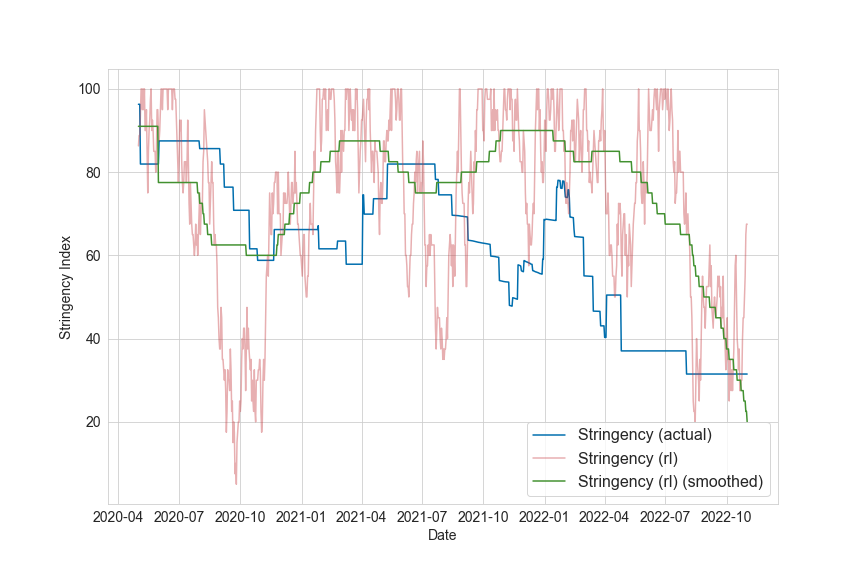 100
80
60
40
20
Stringency Index
Stringency (actual)
Stringency (rl)
Stringency (rl) (smoothed)
2020-04 2020-07 2020-10 2021-01 2021-04 2021-07 2021-10 2022-01 2022-04 2022-07 2022-10
Date